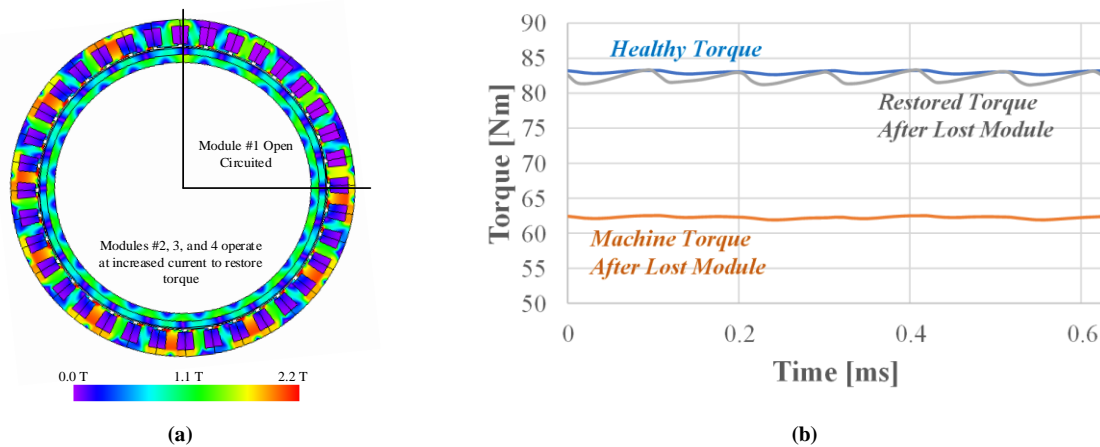 Module #1 Open
Circuited
Modules #2, 3, and 4 operate
at increased current to restore
torque
0.0 T
1.1 T
2.2 T
(a)
90
85
80
75
70
65
60
55
50
Torque [Nm]
Healthy Torque
Restored Torque
After Lost Module
Machine Torque
After Lost Module
0
0.2
0.4
0.6
Time [ms]
(b)